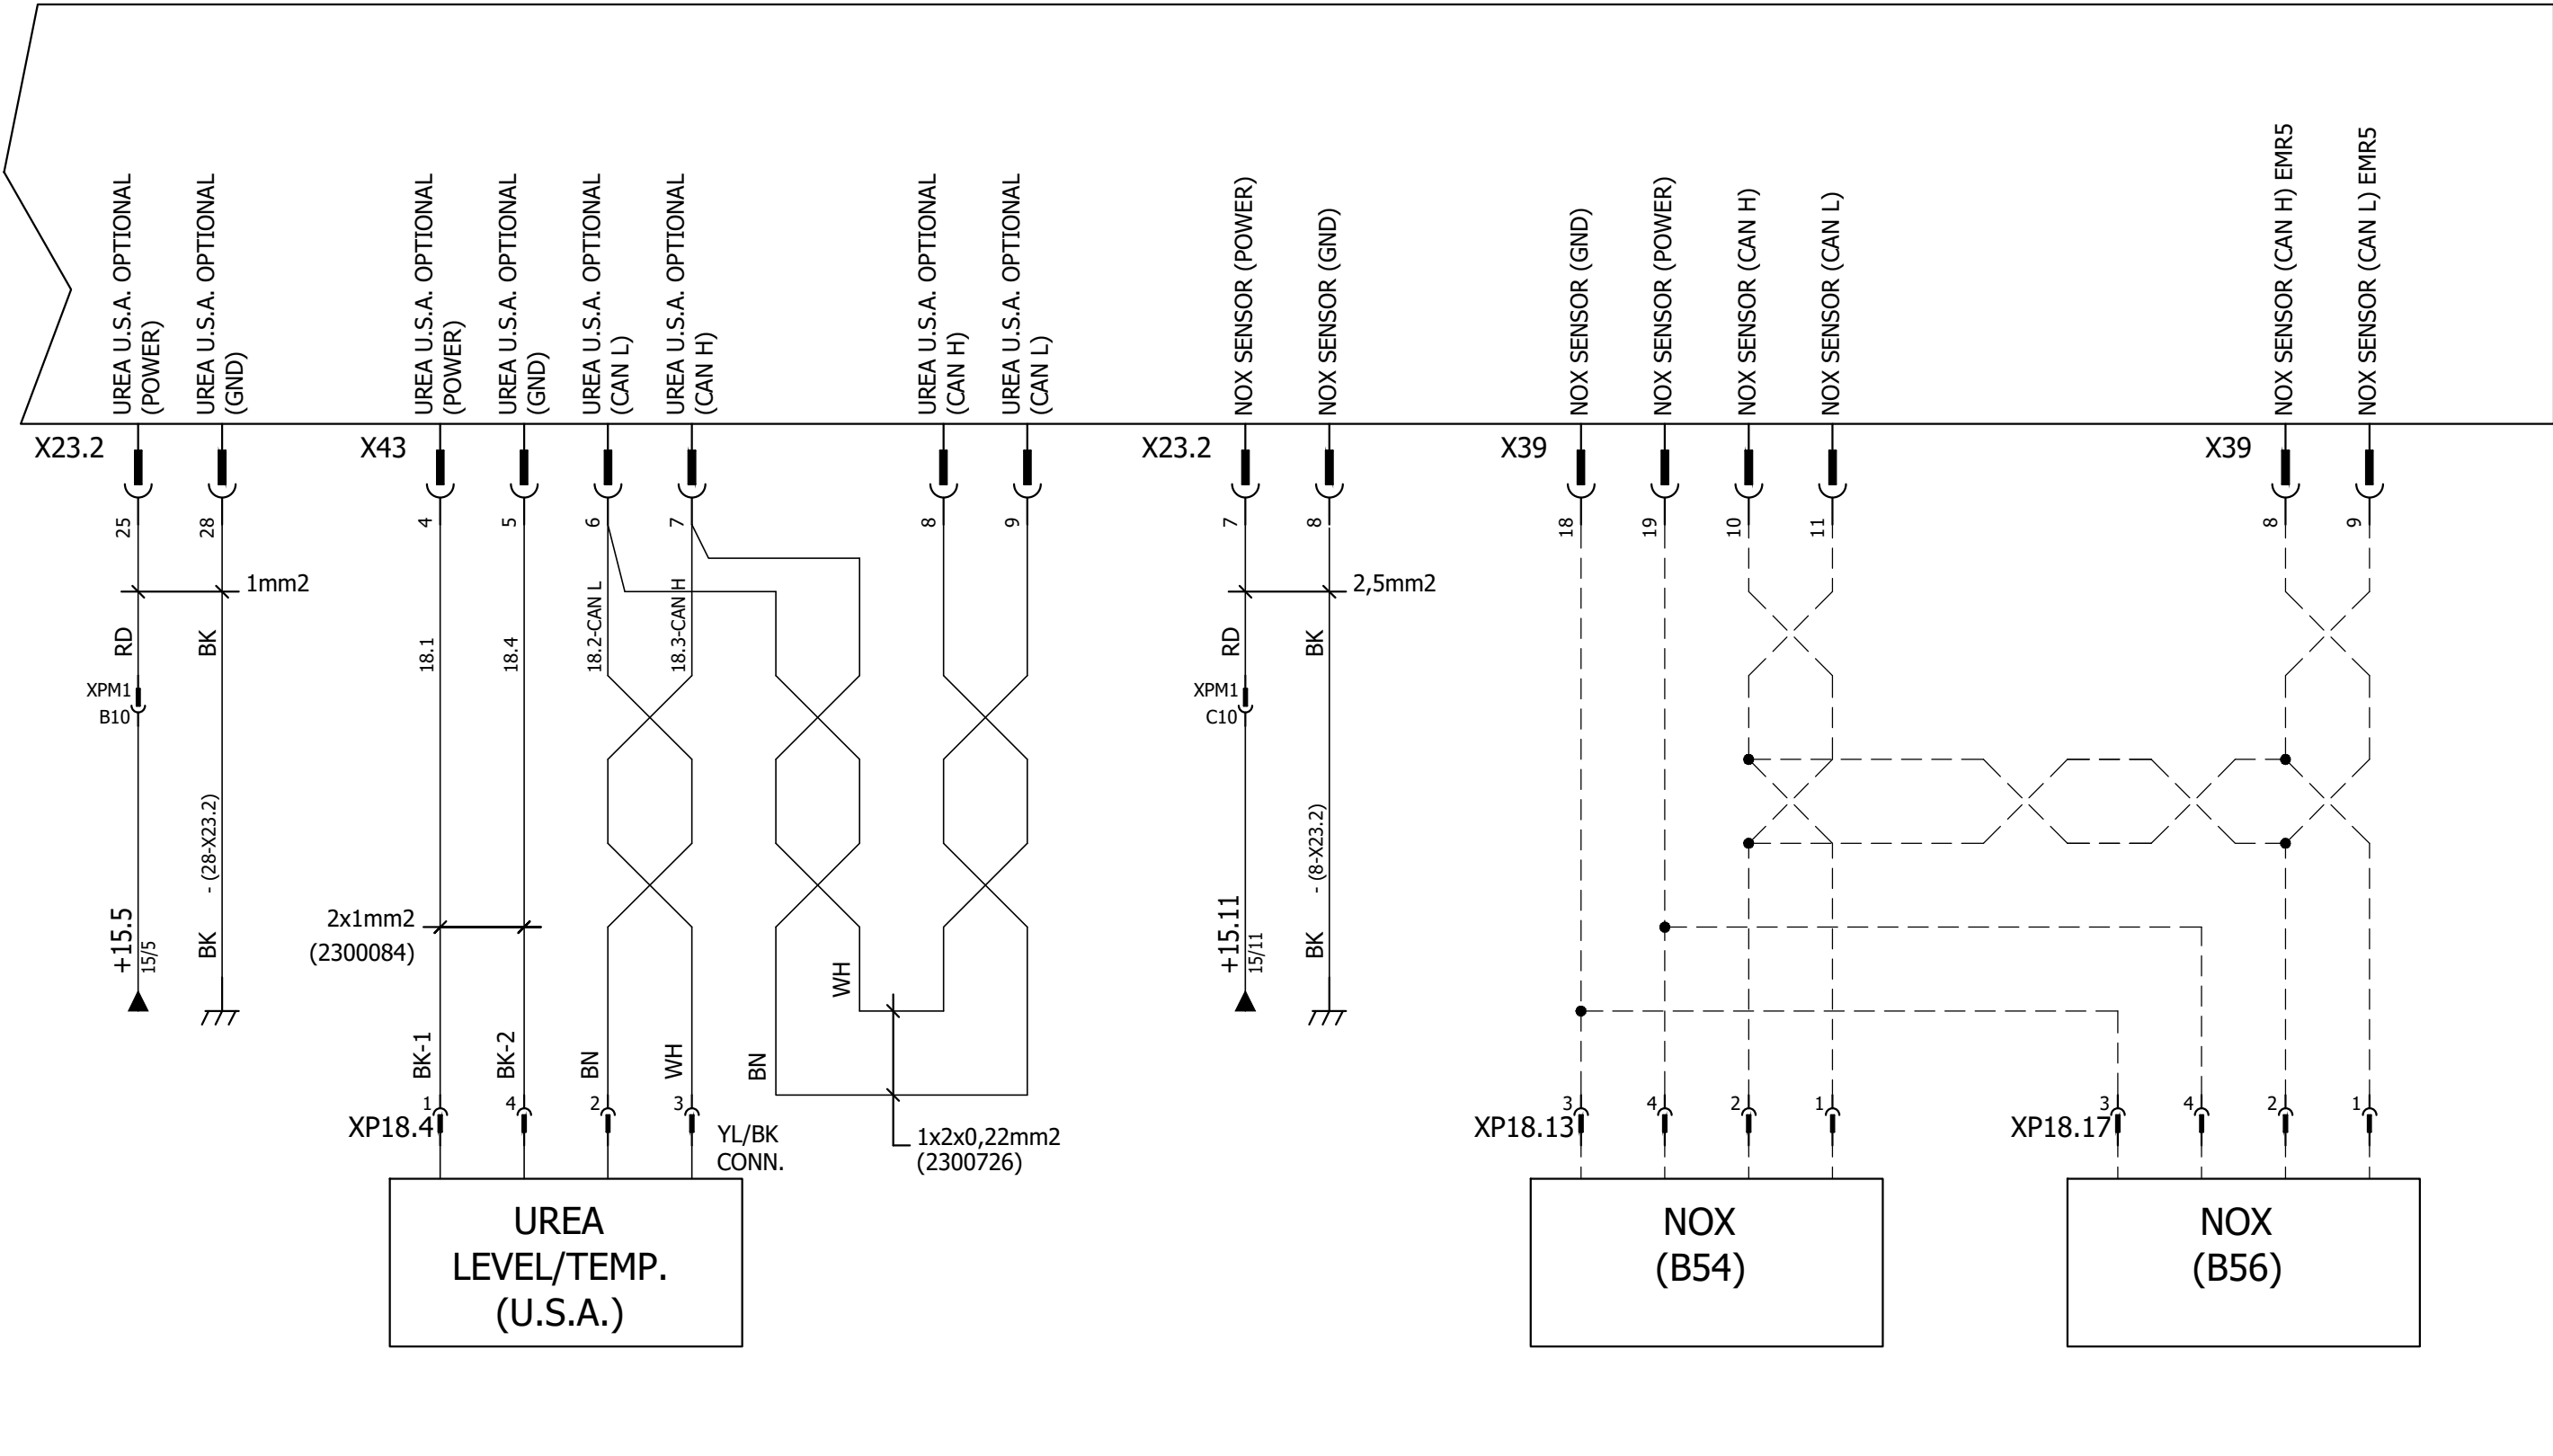 UREA U.S.A. OPTIONAL
(POWER)
UREA U.S.A. OPTIONAL
(GND)
UREA U.S.A. OPTIONAL
(POWER)
UREA U.S.A. OPTIONAL
(GND)
UREA U.S.A. OPTIONAL
(CAN L)
UREA U.S.A. OPTIONAL
(CAN H)
UREA U.S.A. OPTIONAL
(CAN H)
UREA U.S.A. OPTIONAL
(CAN L)
NOX SENSOR (POWER)
NOX SENSOR (GND)
NOX SENSOR (GND)
NOX SENSOR (POWER)
NOX SENSOR (CAN H)
NOX SENSOR (CAN L)
NOX SENSOR (CAN H) EMR5
NOX SENSOR (CAN L) EMR5
X23.2
X43
X23.2
X39
X39
25
28
4
5
6
7
8
9
7
8
18
19
10
11
8
9
1mm2
2,5mm2
RD
BK
18.1
18.4
18.2-CAN L
18.3-CAN H
RD
BK
XPM1
B10
XPM1
C10
- (28-X23.2)
- (8-X23.2)
+15.5
15/5
BK
2x1mm2
(2300084)
WH
+15.11
15/11
BK
BK-1
BK-2
BN
WH
BN
1
4
2
3
XP18.4
YL/BK
CONN.
1x2x0,22mm2
(2300726)
3
4
2
1
XP18.13
3
4
2
1
XP18.17
UREA
LEVEL/TEMP.
(U.S.A.)
NOX
(B54)
NOX
(B56)